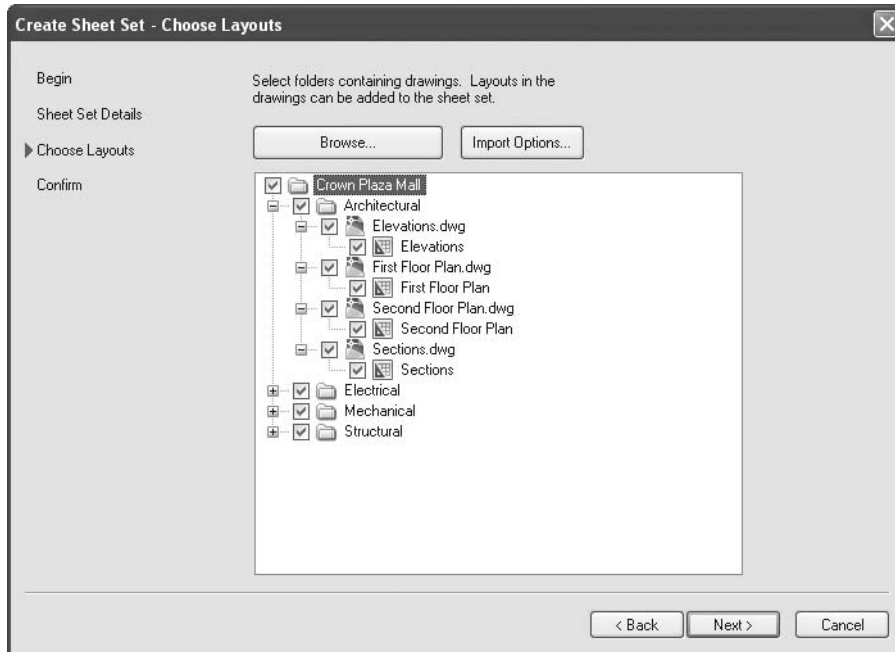 Create Sheet Set - Choose Layouts
Begin
Sheet Set Details
Choose Layouts
Confirm
Select folders containing drawings. Layouts in the
drawings can be added to the sheet set.
Browse...
Import Options...
Crown Plaza Mall
Architectural
Elevations.dwg
Elevations
First Floor Plan.dwg
First Floor Plan
Second Floor Plan.dwg
Second Floor Plan
Sections.dwg
Sections
Electrical
Mechanical
Structural
< Back
Next >
Cancel